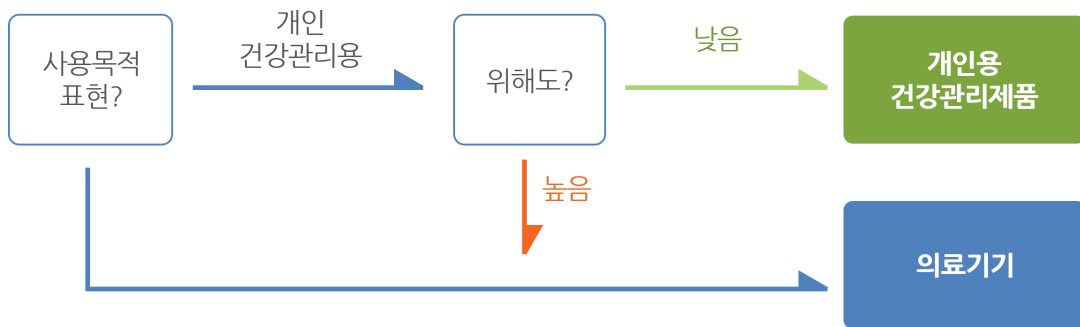 사용목적
표현?
개인
건강관리용
위해도?
낮음
개인용
건강관리제품
높음
의료기기